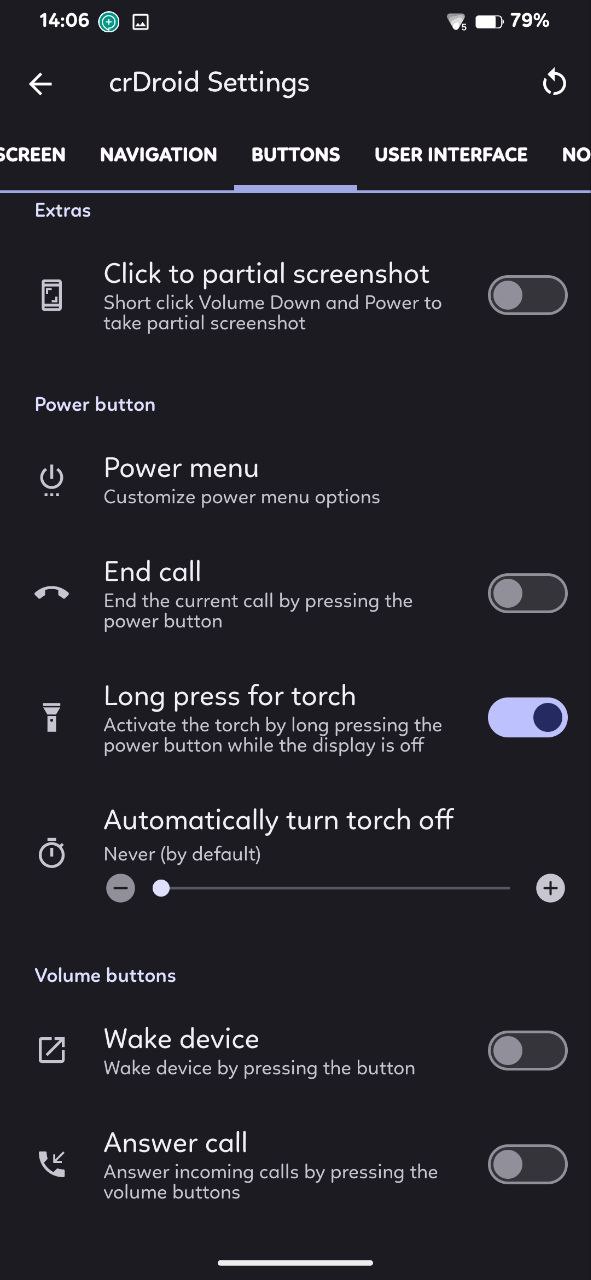 14:06
5
79%
crDroid Settings
SCREEN NAVIGATION BUTTONS USER INTERFACE NO
Extras
Click to partial screenshot
Short click Volume Down and Power to
take partial screenshot
Power button
Power menu
Customize power menu options
End call
End the current call by pressing the
power button
Long press for torch
Activate the torch by long pressing the
power button while the display is off
Automatically turn torch off
Never (by default)
Volume buttons
Wake device
Wake device by pressing the button
Answer call
Answer incoming calls by pressing the
volume buttons